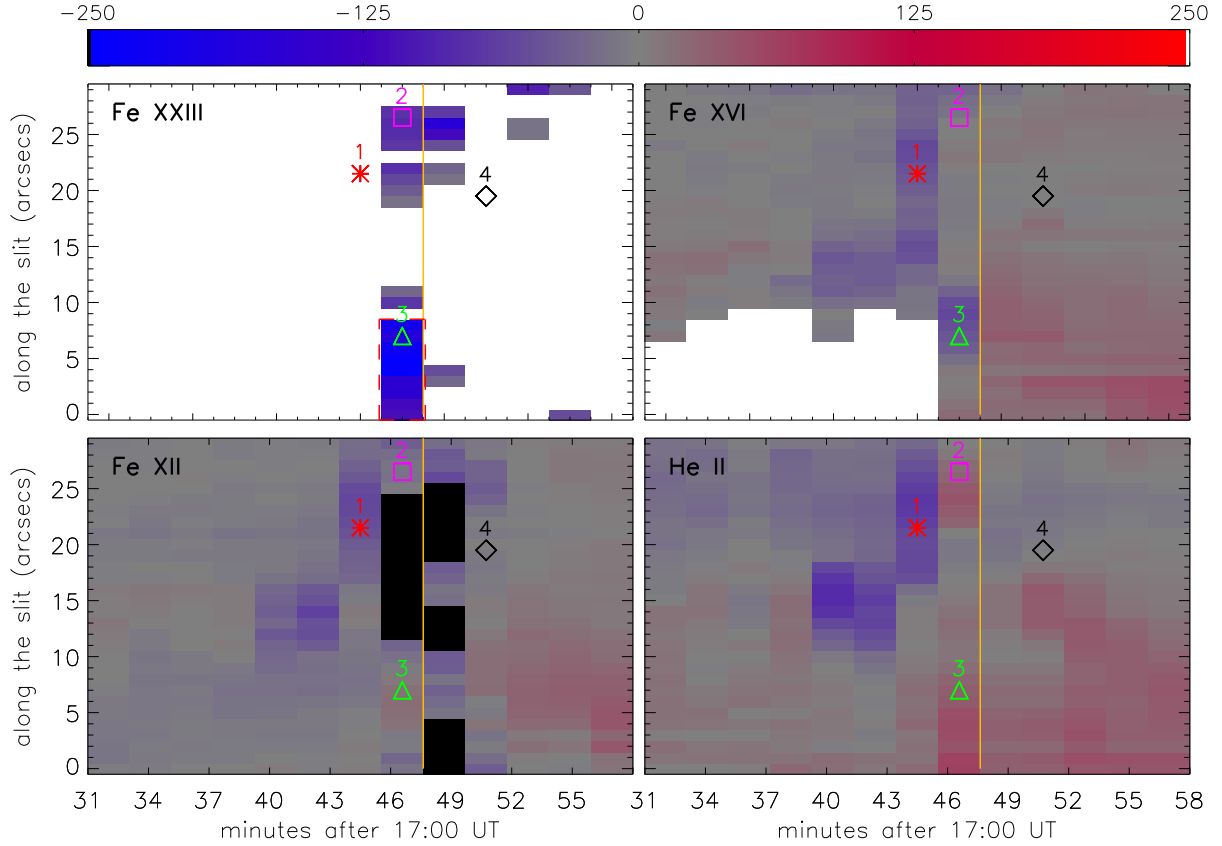 -250 -125 0 125 250
Fe XXIII
2
1
4
3
Fe XVI
2
1
4
3
25
20
15
10
5
0
along the slit (arcsecs)
Fe XII
2
1
4
3
He II
2
1
4
3
25
20
15
10
5
0
along the slit (arcsecs)
31 34 37 40 43 46 49 52 55
31 34 37 40 43 46 49 52 55 58
minutes after 17:00 UT
minutes after 17:00 UT